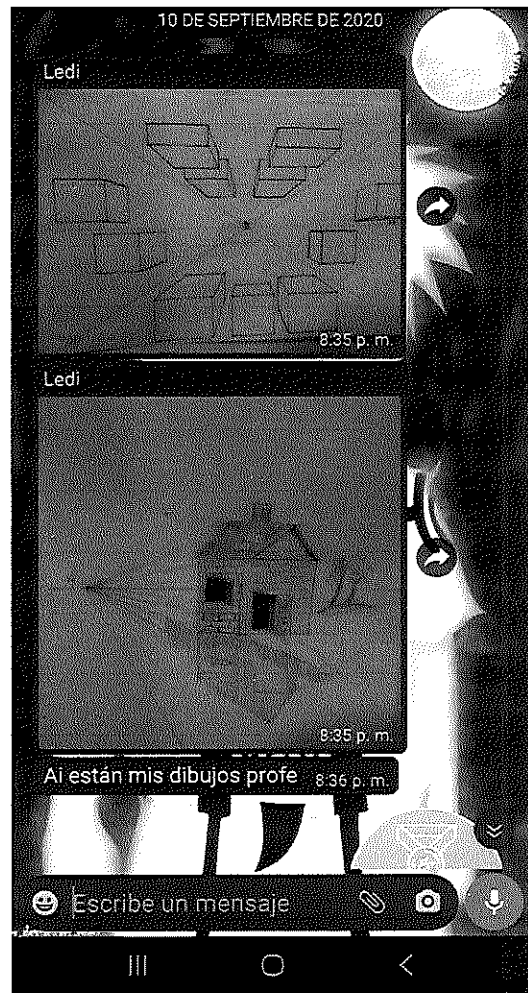 10 DE SEPTIEMBRE DE 2020
Ledi
8:35 p. m.
Ledi
8:35 p. m.
Ai están mis dibujos profe 8:36 p. m.
Escribe un mensaje